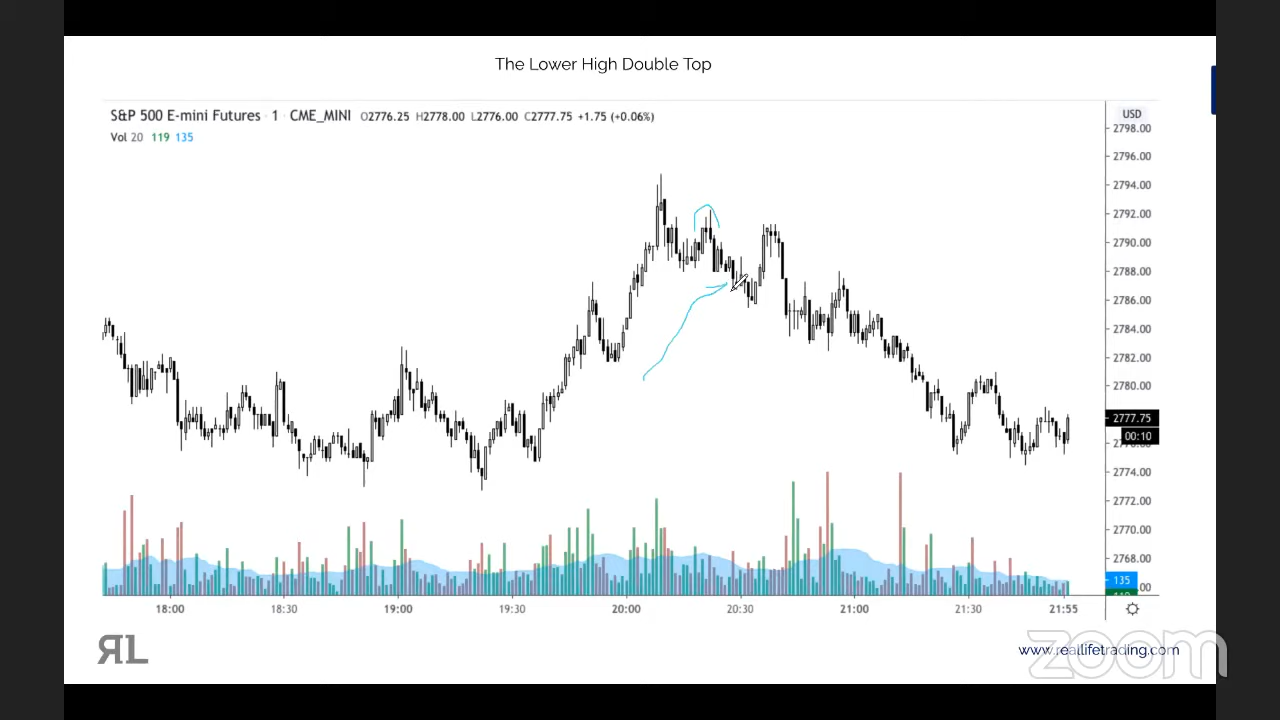 The Lower High Double Top
S&P 500 E-mini Futures · 1 · CME_MINI O2776.25 H2778.00 L2776.00 C2777.75 +1.75 (+0.06%)
Vol 20 119 135
USD
2798.00
2796.00
2794.00
2792.00
2790.00
2788.00
2786.00
2784.00
2782.00
2780.00
2777.75
00:10
2774.00
2772.00
2770.00
2768.00
135
18:00 18:30 19:00 19:30 20:00 20:30 21:00 21:30 21:55
RL
www.reallifetrading.com
zoom